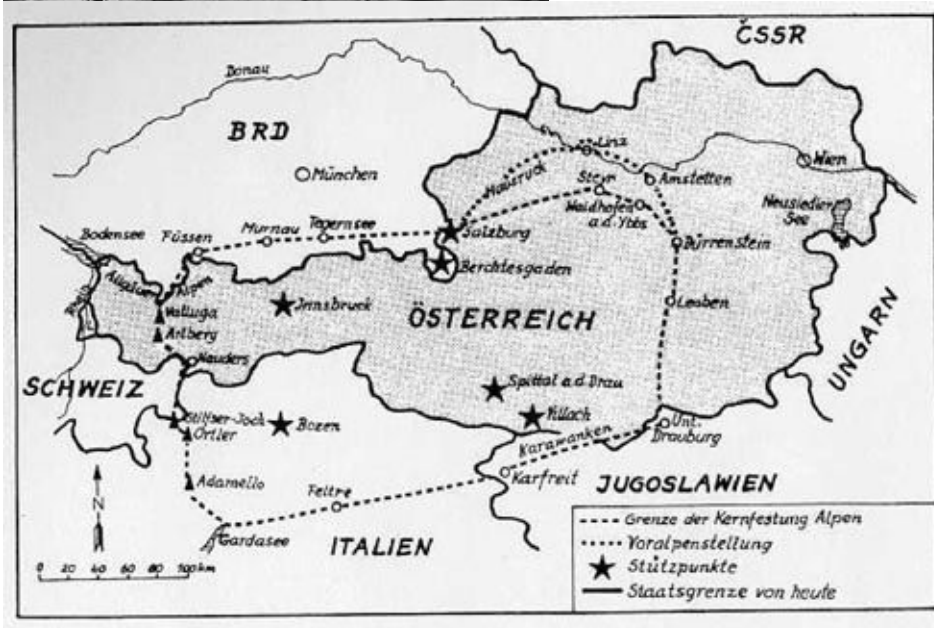 ČSSR
Donau
BRD
München
Linz
Wien
Hausruck
Steyr
Amstetten
Waidhofen
a.d. Ybbs
Neusiedler
See
Bodensee
Füssen
Murnau
Tegernsee
Salzburg
Dürrenstein
Berchtesgaden
Allgäuer
Alpen
Rhein
Valluga
Arlberg
Innsbruck
ÖSTERREICH
Leoben
Nauders
UNGARN
SCHWEIZ
Spittal a.d. Drau
Villach
Stilfser-Joch
Ortler
Bozen
Unt.
Drauburg
Karawanken
Karfreit
Adamello
Feltre
JUGOSLAWIEN
N
Gardasee
ITALIEN
0 20 40 60 80 100 km
Grenze der Kernfestung Alpen
Voralpenstellung
Stützpunkte
Staatsgrenze von heute